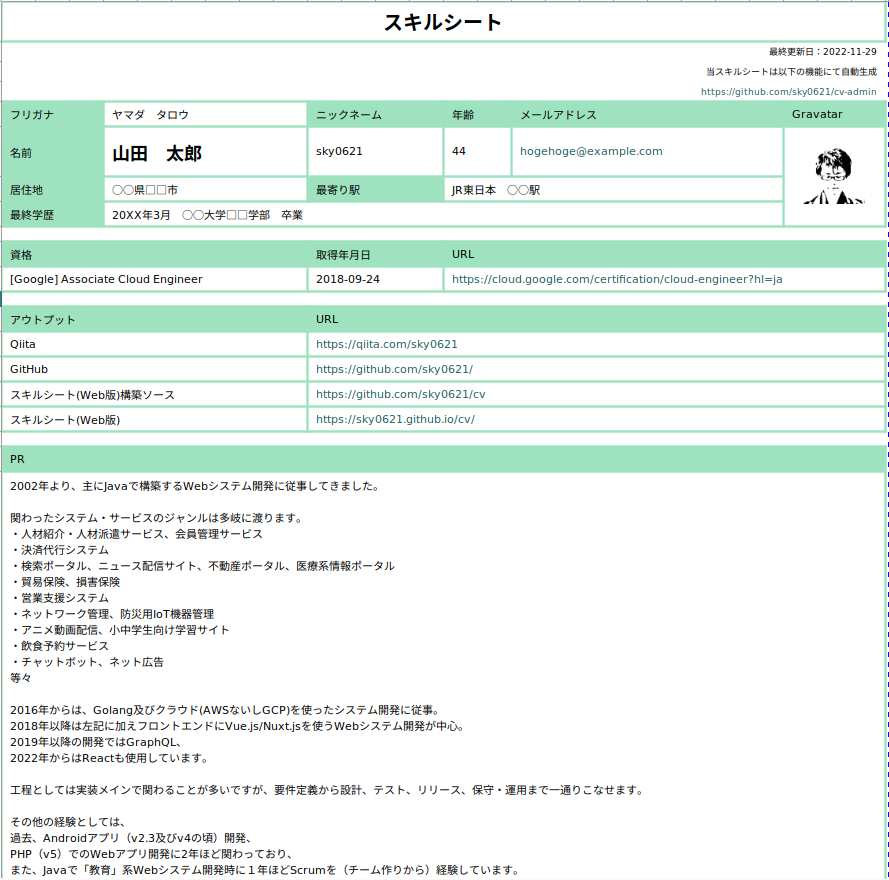 スキルシート
最終更新日：2022-11-29
当スキルシートは以下の機能にて自動生成
https://github.com/sky0621/cv-admin
フリガナ ヤマダ　タロウ ニックネーム 年齢 メールアドレス Gravatar
名前 山田　太郎 sky0621 44 hogehoge@example.com
居住地 〇〇県□□市 最寄り駅 JR東日本　〇〇駅
最終学歴 20XX年3月　〇〇大学□□学部　卒業
資格 取得年月日 URL
[Google] Associate Cloud Engineer 2018-09-24 https://cloud.google.com/certification/cloud-engineer?hl=ja
アウトプット URL
Qiita https://qiita.com/sky0621
GitHub https://github.com/sky0621/
スキルシート(Web版)構築ソース https://github.com/sky0621/cv
スキルシート(Web版) https://sky0621.github.io/cv/
PR
2002年より、主にJavaで構築するWebシステム開発に従事してきました。
関わったシステム・サービスのジャンルは多岐に渡ります。
・人材紹介・人材派遣サービス、会員管理サービス
・決済代行システム
・検索ポータル、ニュース配信サイト、不動産ポータル、医療系情報ポータル
・貿易保険、損害保険
・営業支援システム
・ネットワーク管理、防災用IoT機器管理
・アニメ動画配信、小中学生向け学習サイト
・飲食予約サービス
・チャットボット、ネット広告
等々
2016年からは、Golang及びクラウド(AWSないしGCP)を使ったシステム開発に従事。
2018年以降は左記に加えフロントエンドにVue.js/Nuxt.jsを使うWebシステム開発が中心。
2019年以降の開発ではGraphQL、
2022年からはReactも使用しています。
工程としては実装メインで関わることが多いですが、要件定義から設計、テスト、リリース、保守・運用まで一通りこなせます。
その他の経験としては、
過去、Androidアプリ（v2.3及びv4の頃）開発、
PHP（v5）でのWebアプリ開発に2年ほど関わっており、
また、Javaで「教育」系Webシステム開発時に１年ほどScrumを（チーム作りから）経験しています。